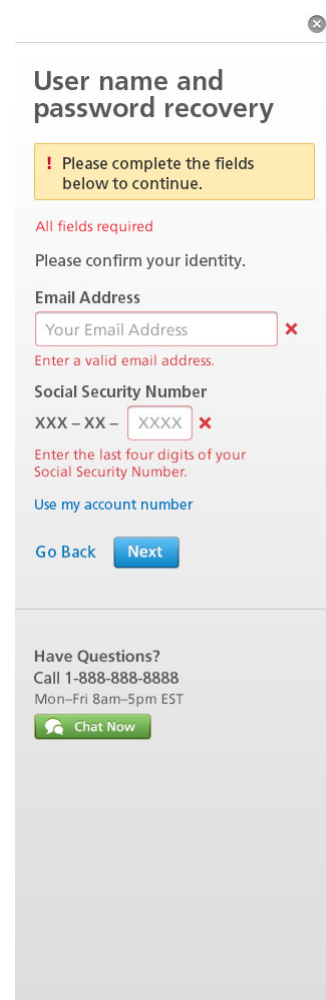 User name and
password recovery
! Please complete the fields
below to continue.
All fields required
Please confirm your identity.
Email Address
Your Email Address
Enter a valid email address.
Social Security Number
XXX – XX – XXXX
Enter the last four digits of your
Social Security Number.
Use my account number
Go Back Next
Have Questions?
Call 1-888-888-8888
Mon–Fri 8am–5pm EST
Chat Now